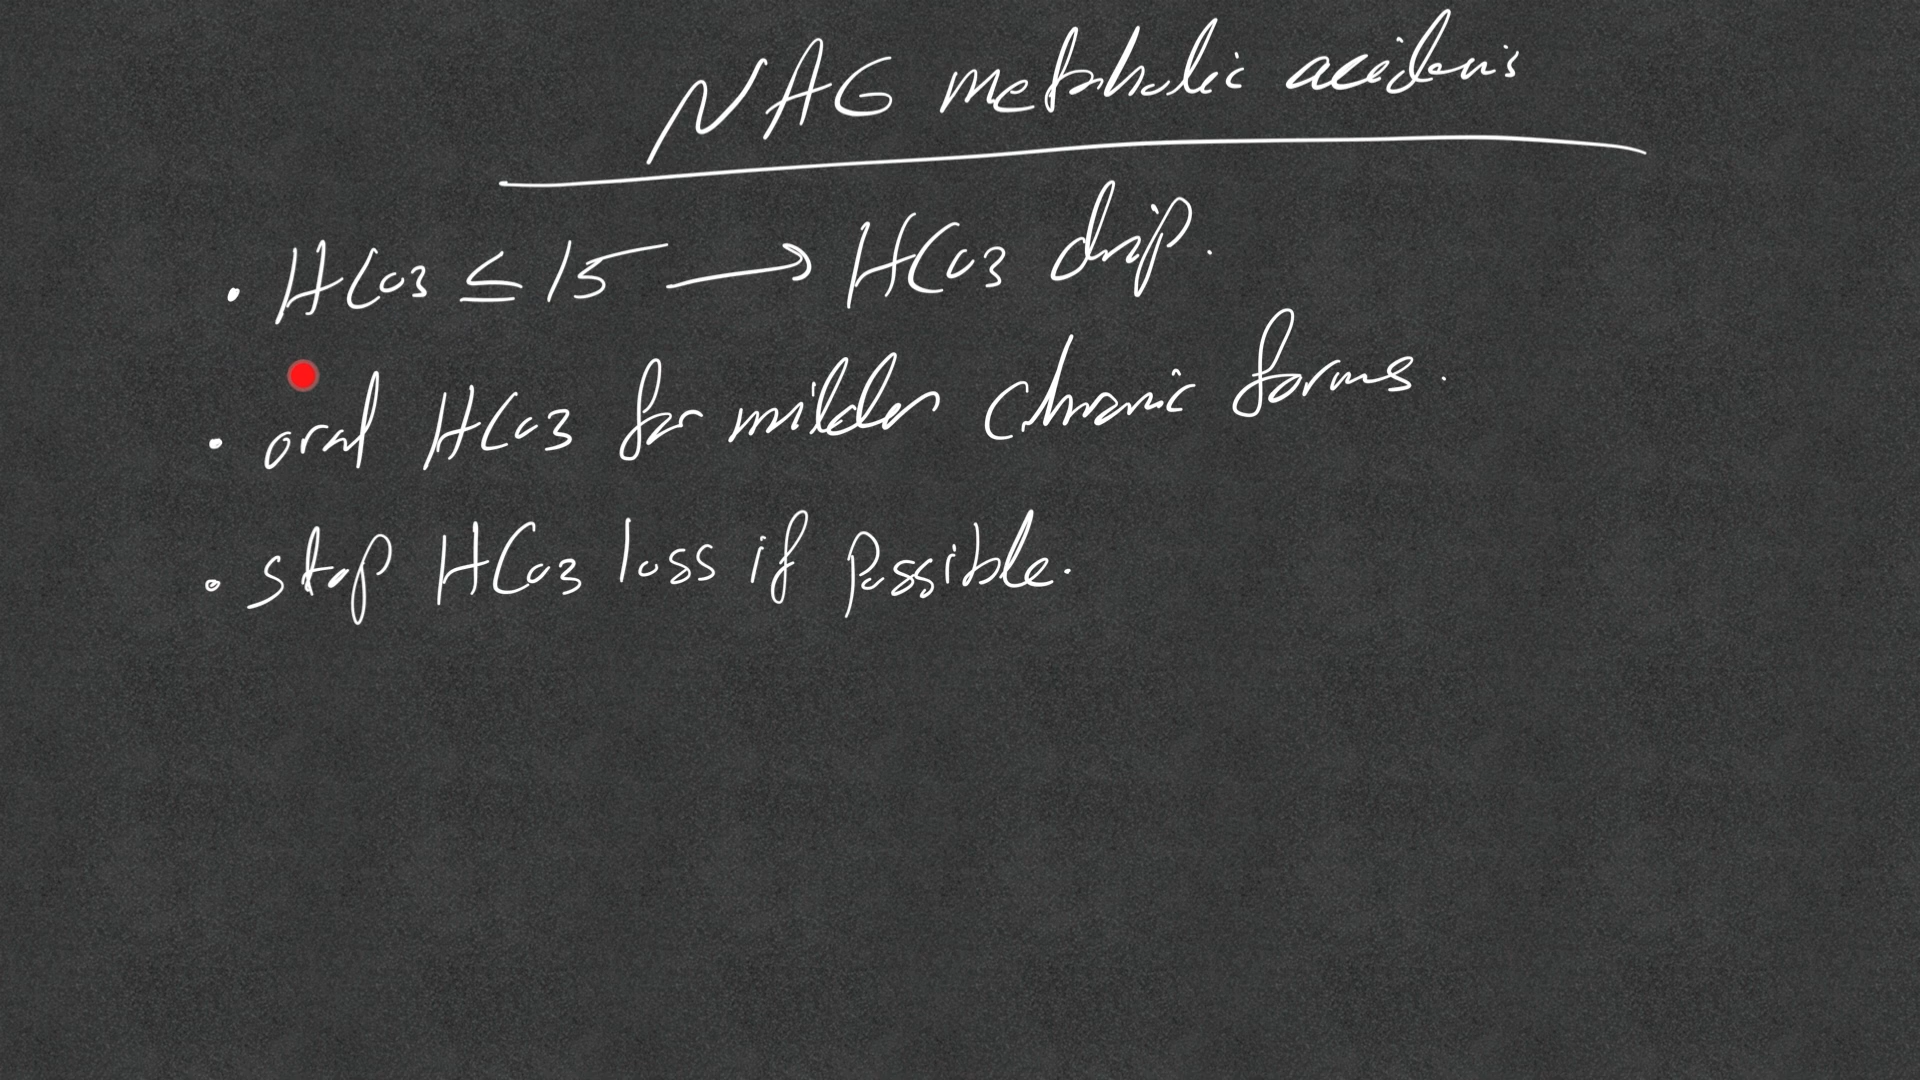 NAG metabolic acidosis
• HCO3 ≤ 15 → HCO3 drip.
• oral HCO3 for milder chronic forms.
• stop HCO3 loss if possible.